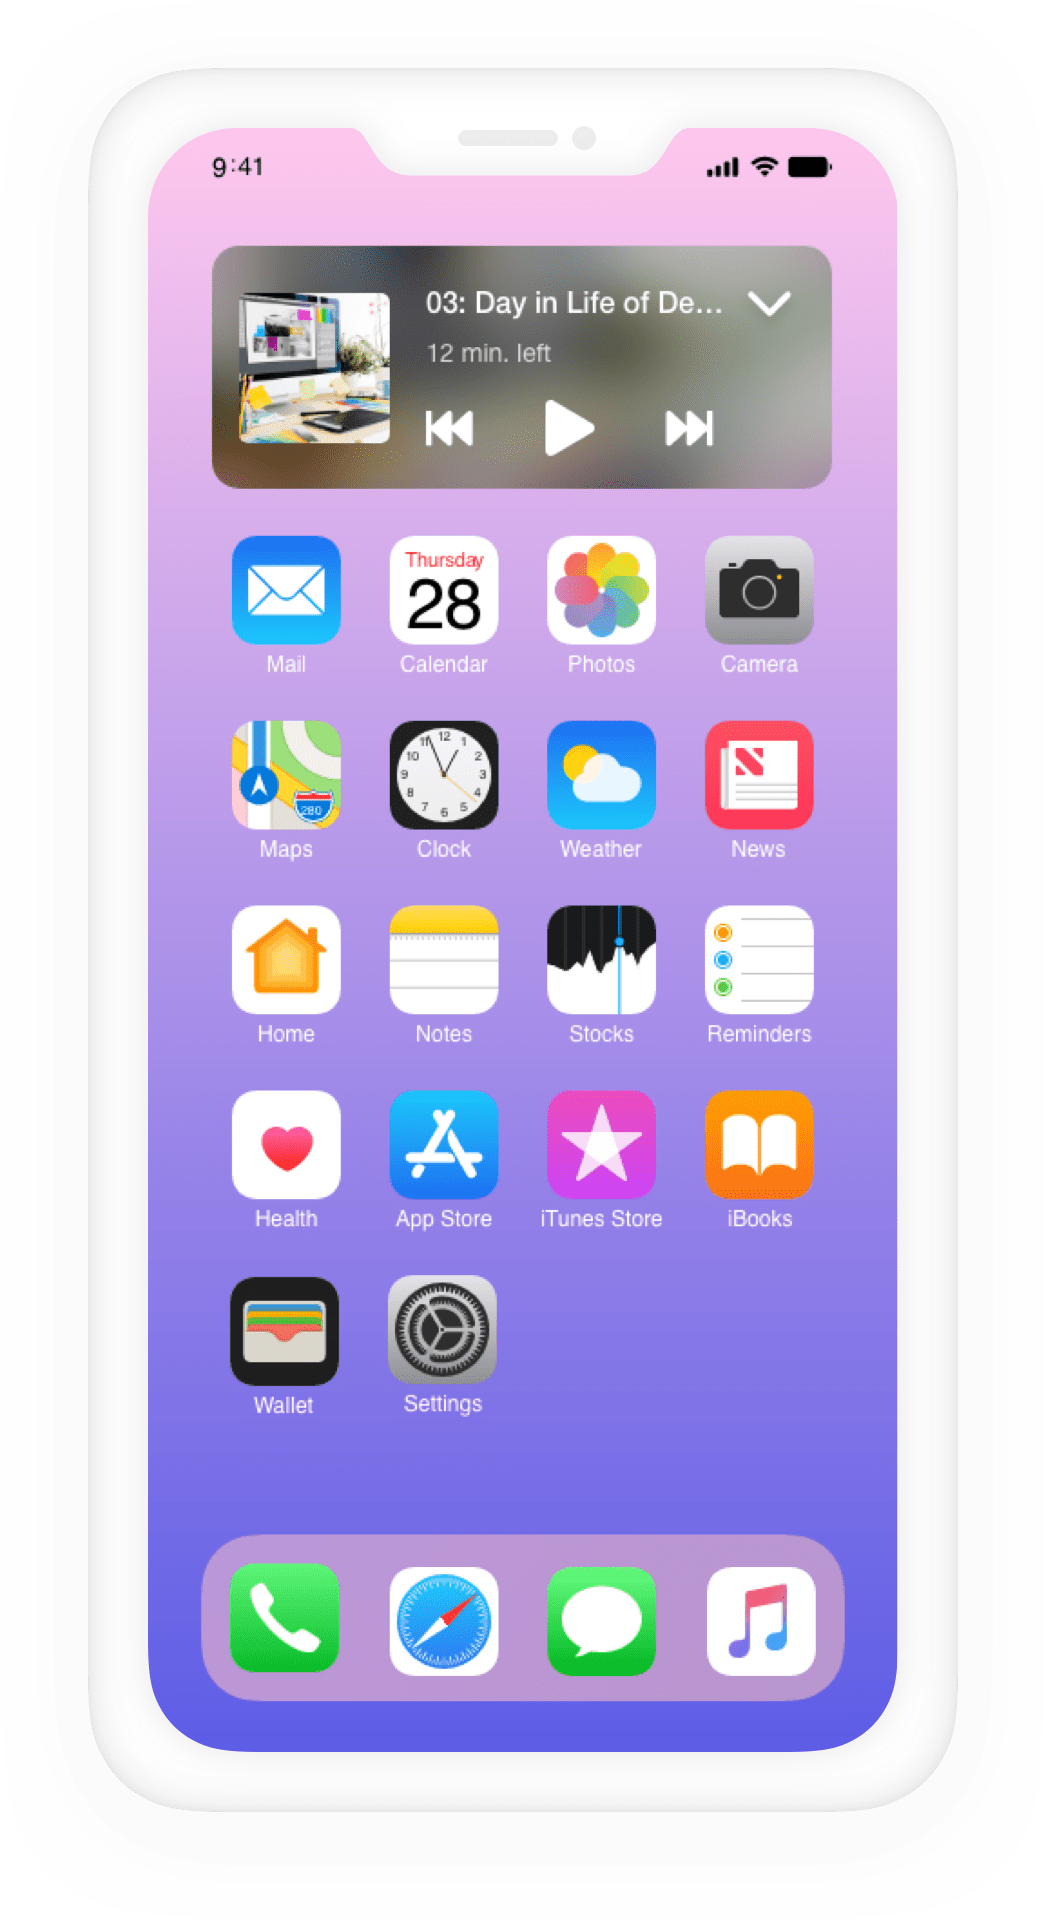 9:41
03: Day in Life of De...
12 min. left
Thursday
28
Mail
Calendar
Photos
Camera
12
1
2
3
4
5
6
7
8
9
10
11
280
Maps
Clock
Weather
News
Home
Notes
Stocks
Reminders
Health
App Store
iTunes Store
iBooks
Wallet
Settings